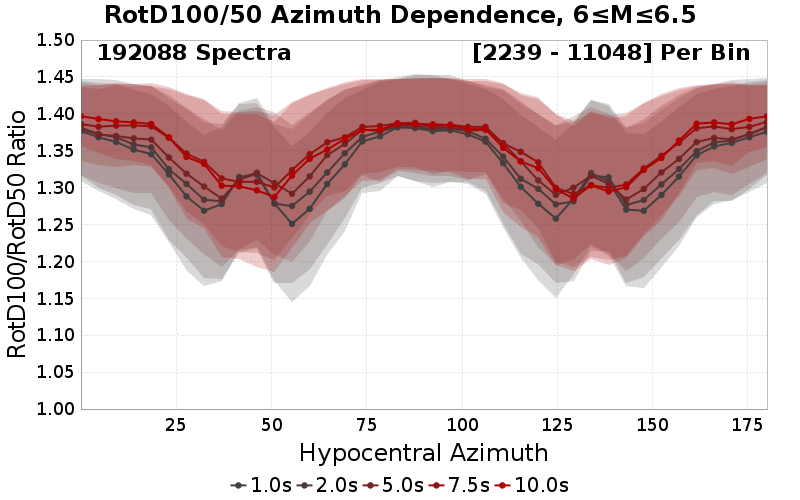 RotD100/50 Azimuth Dependence, 6≤M≤6.5
192088 Spectra
[2239 - 11048] Per Bin
RotD100/RotD50 Ratio
1.50
1.45
1.40
1.35
1.30
1.25
1.20
1.15
1.10
1.05
1.00
25 50 75 100 125 150 175
Hypocentral Azimuth
1.0s 2.0s 5.0s 7.5s 10.0s